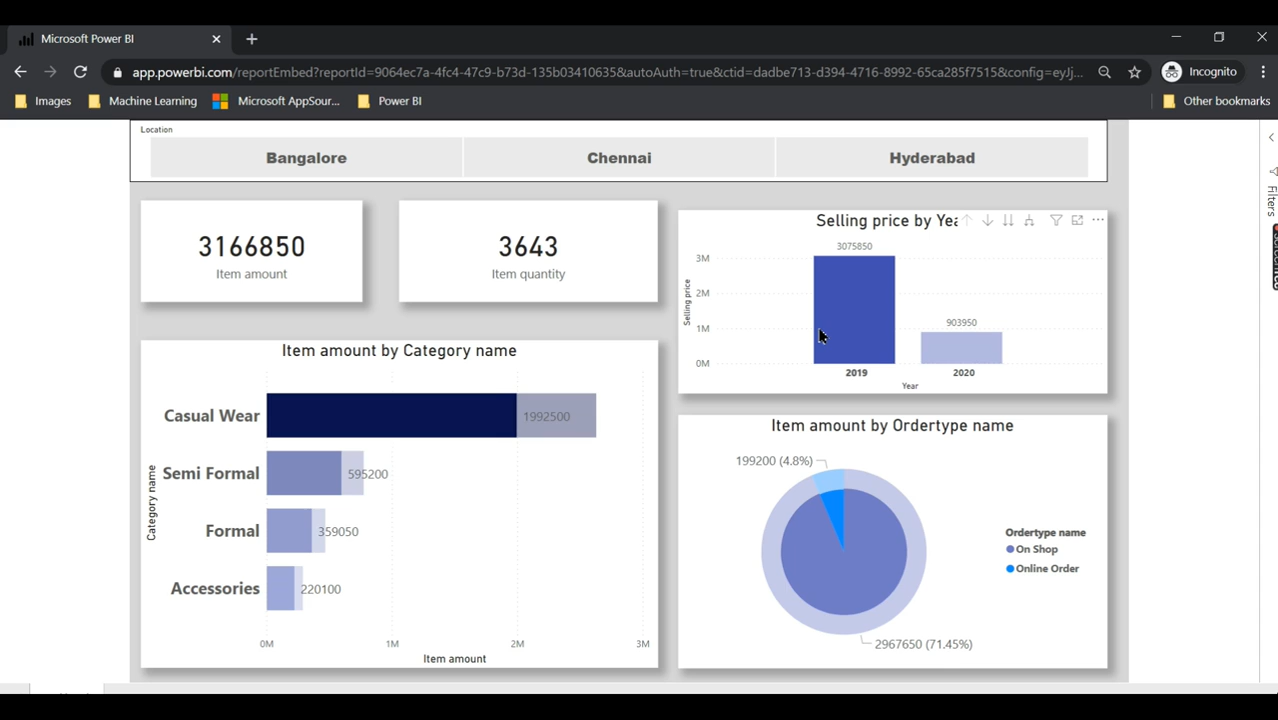 Microsoft Power BI
app.powerbi.com/reportEmbed?reportId=9064ec7a-4fc4-47c9-b73d-135b03410635&autoAuth=true&ctid=dadbe713-d394-4716-8992-65ca285f7515&config=eyJj...
Incognito
Images
Machine Learning
Microsoft AppSour...
Power BI
Other bookmarks
Location
Bangalore
Chennai
Hyderabad
Filters
3166850
Item amount
3643
Item quantity
Selling price by Yea
3075850
903950
3M
2M
1M
0M
Selling price
2019
2020
Year
Item amount by Category name
Category name
Casual Wear
1992500
Semi Formal
595200
Formal
359050
Accessories
220100
0M
1M
2M
3M
Item amount
Item amount by Ordertype name
199200 (4.8%)
2967650 (71.45%)
Ordertype name
On Shop
Online Order